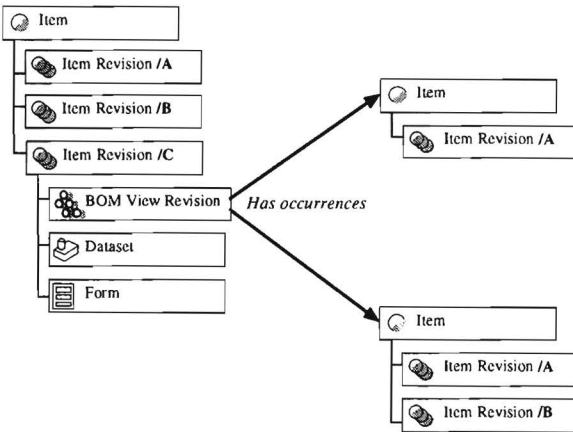 Item
Item Revision /A
Item Revision /B
Item Revision /C
BOM View Revision
Dataset
Form
Has occurrences
Item
Item Revision /A
Item
Item Revision /A
Item Revision /B